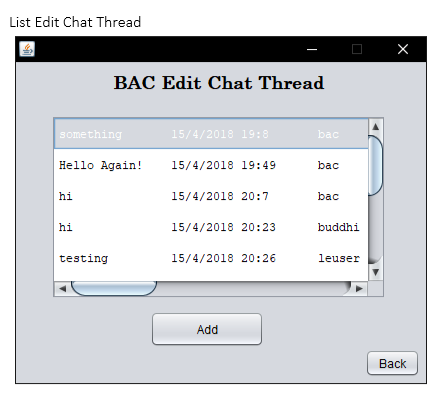 List Edit Chat Thread
BAC Edit Chat Thread
something 15/4/2018 19:8 bac
Hello Again! 15/4/2018 19:49 bac
hi 15/4/2018 20:7 bac
hi 15/4/2018 20:23 buddhi
testing 15/4/2018 20:26 leuser
Add
Back